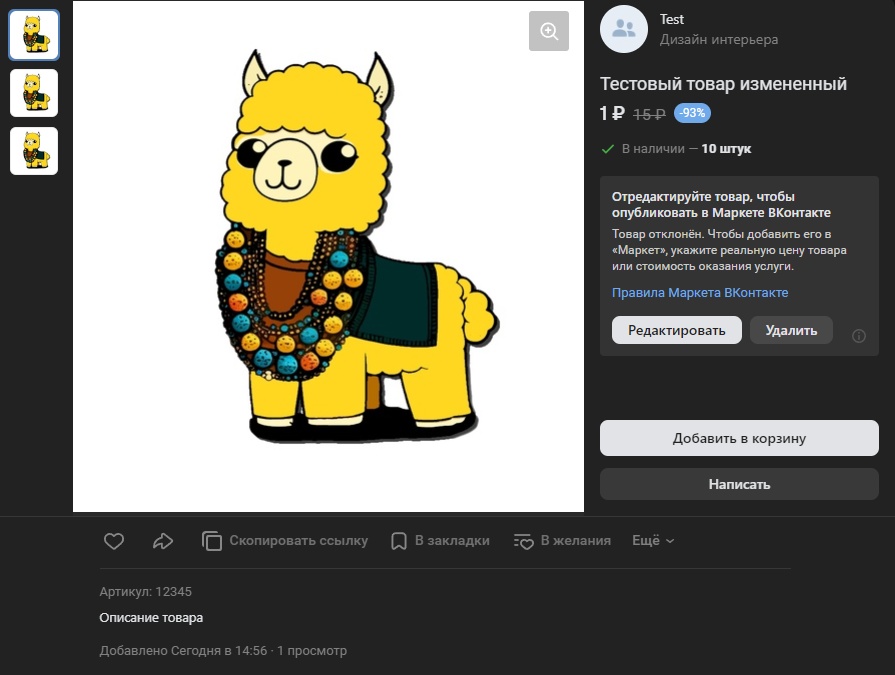 Test
Дизайн интерьера
Тестовый товар измененный
1 ₽ 15 ₽ -93%
В наличии — 10 штук
Отредактируйте товар, чтобы
опубликовать в Маркете ВКонтакте
Товар отклонён. Чтобы добавить его в
«Маркет», укажите реальную цену товара
или стоимость оказания услуги.
Правила Маркета ВКонтакте
Редактировать Удалить
Добавить в корзину
Написать
Скопировать ссылку В закладки В желания Ещё
Артикул: 12345
Описание товара
Добавлено Сегодня в 14:56 · 1 просмотр